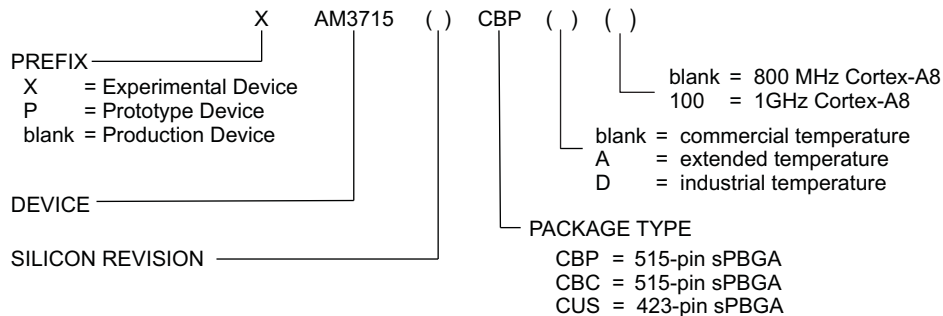 X AM3715 ( ) CBP ( ) ( )
PREFIX
X = Experimental Device
P = Prototype Device
blank = Production Device
blank = 800 MHz Cortex-A8
100 = 1GHz Cortex-A8
blank = commercial temperature
A = extended temperature
D = industrial temperature
DEVICE
PACKAGE TYPE
SILICON REVISION
CBP = 515-pin sPBGA
CBC = 515-pin sPBGA
CUS = 423-pin sPBGA